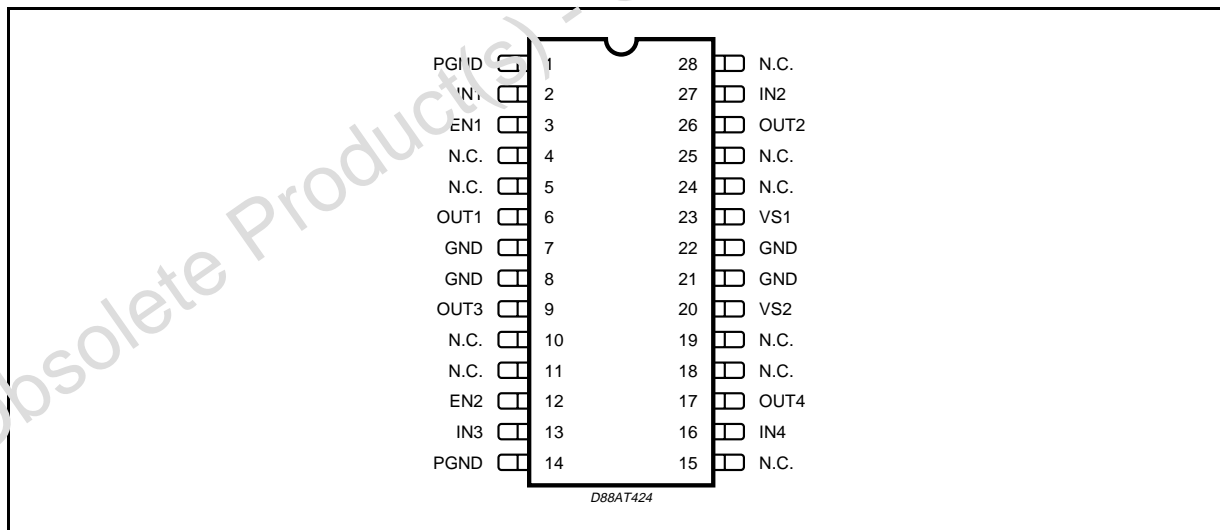 PGND 1 28 N.C.
IN1 2 27 IN2
EN1 3 26 OUT2
N.C. 4 25 N.C.
N.C. 5 24 N.C.
OUT1 6 23 VS1
GND 7 22 GND
GND 8 21 GND
OUT3 9 20 VS2
N.C. 10 19 N.C.
N.C. 11 18 N.C.
EN2 12 17 OUT4
IN3 13 16 IN4
PGND 14 15 N.C.
D88AT424
Obsolete Product(s) -